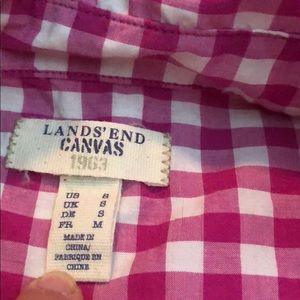 LANDS' END
CANVAS
1963
US S
UK S
DE S
FR M
MADE IN
CHINA/
FABRIQUE EN
CHINE